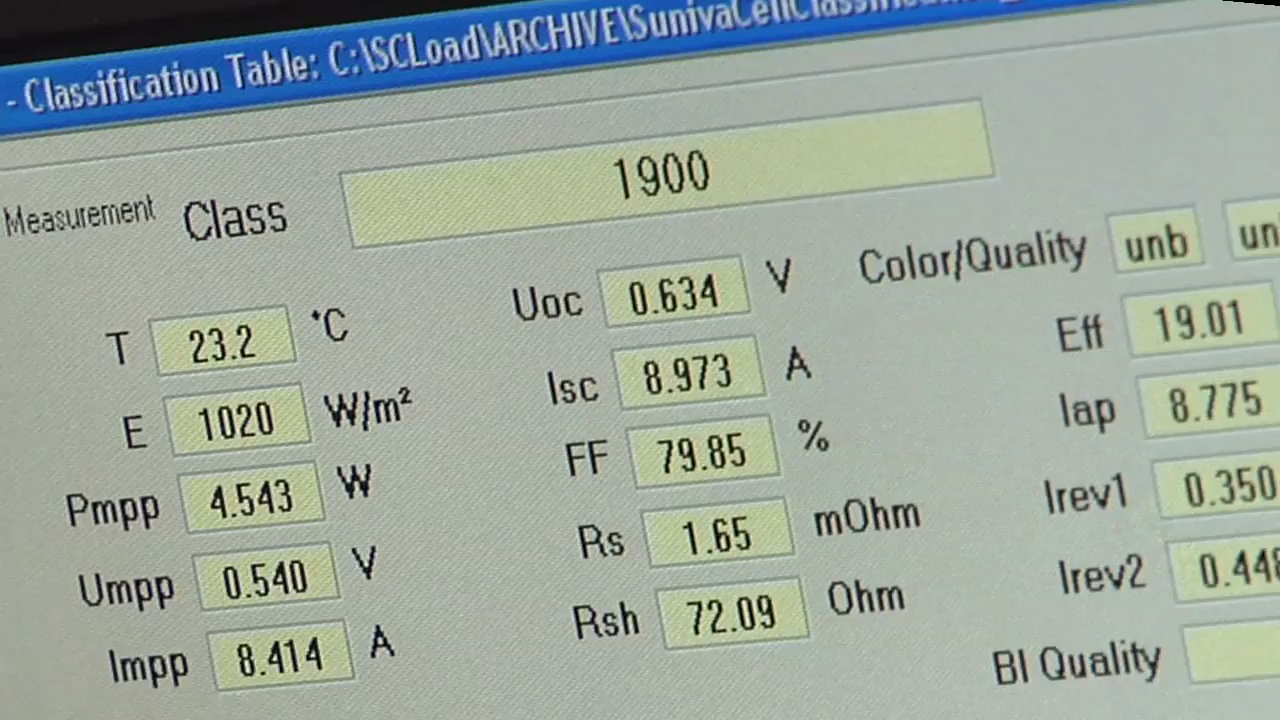 - Classification Table: C:\SCLoad\ARCHIVE\SunivaCellClassific
Measurement Class 1900
Color/Quality unb un
T 23.2 °C
E 1020 W/m²
Pmpp 4.543 W
Umpp 0.540 V
Impp 8.414 A
Uoc 0.634 V
Isc 8.973 A
FF 79.85 %
Rs 1.65 mOhm
Rsh 72.09 Ohm
Eff 19.01
Iap 8.775
Irev1 0.350
Irev2 0.448
BI Quality